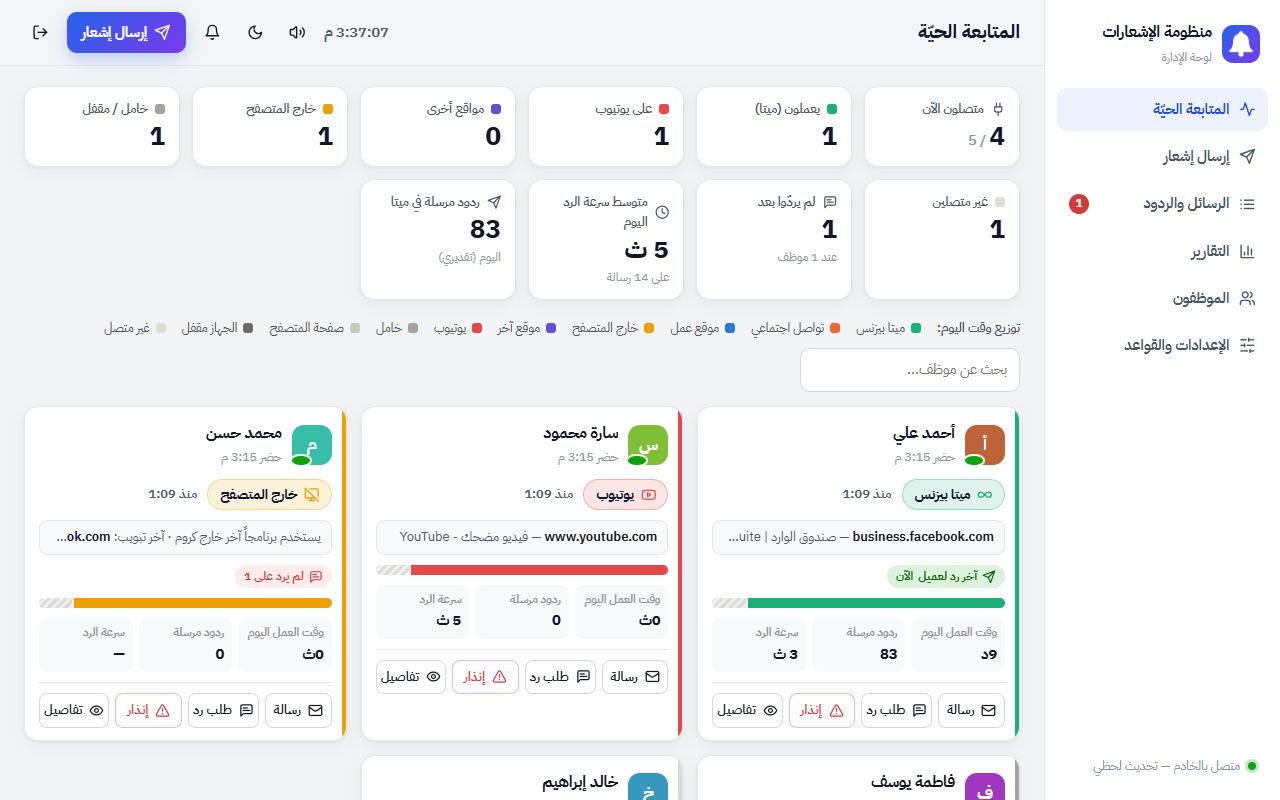 منظومة الإشعارات
لوحة الإدارة
المتابعة الحيّة
إرسال إشعار
الرسائل والردود
1
التقارير
الموظفون
الإعدادات والقواعد
متصل بالخادم — تحديث لحظي
المتابعة الحيّة
3:37:07 م
إرسال إشعار
متصلون الآن
4 / 5
يعملون (ميتا)
1
على يوتيوب
1
مواقع أخرى
0
خارج المتصفح
1
خامل / مقفل
1
غير متصلين
1
لم يردّوا بعد
1
عند 1 موظف
متوسط سرعة الرد
اليوم
5 ث
على 14 رسالة
ردود مرسلة في ميتا
83
اليوم (تقديري)
توزيع وقت اليوم: ميتا بيزنس تواصل اجتماعي موقع عمل خارج المتصفح موقع آخر يوتيوب خامل صفحة المتصفح الجهاز مقفل غير متصل
بحث عن موظف...
أ
أحمد علي
حضر 3:15 م
ميتا بيزنس
منذ 1:09
business.facebook.com — صندوق الوارد | uite...
آخر رد لعميل الآن
وقت العمل اليوم
9د
ردود مرسلة
83
سرعة الرد
3 ث
رسالة
طلب رد
إنذار
تفاصيل
س
سارة محمود
حضر 3:15 م
يوتيوب
منذ 1:09
www.youtube.com — فيديو مضحك - YouTube
وقت العمل اليوم
0ث
ردود مرسلة
0
سرعة الرد
5 ث
رسالة
طلب رد
إنذار
تفاصيل
م
محمد حسن
حضر 3:15 م
خارج المتصفح
منذ 1:09
يستخدم برنامجاً آخر خارج كروم · آخر تبويب: ok.com...
لم يرد على 1
وقت العمل اليوم
0ث
ردود مرسلة
0
سرعة الرد
—
رسالة
طلب رد
إنذار
تفاصيل
ف
فاطمة يوسف
خ
خالد إبراهيم